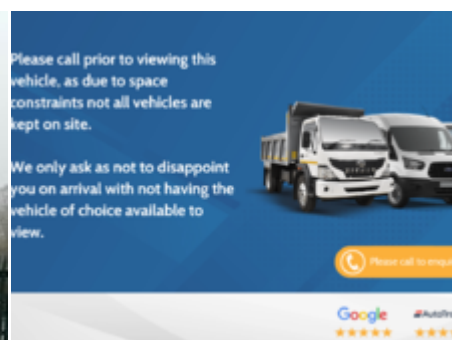 Please call prior to viewing this
vehicle, as due to space
constraints not all vehicles are
kept on site.
We only ask as not to disappoint
you on arrival with not having the
vehicle of choice available to
view.
Please call to enqui
Google